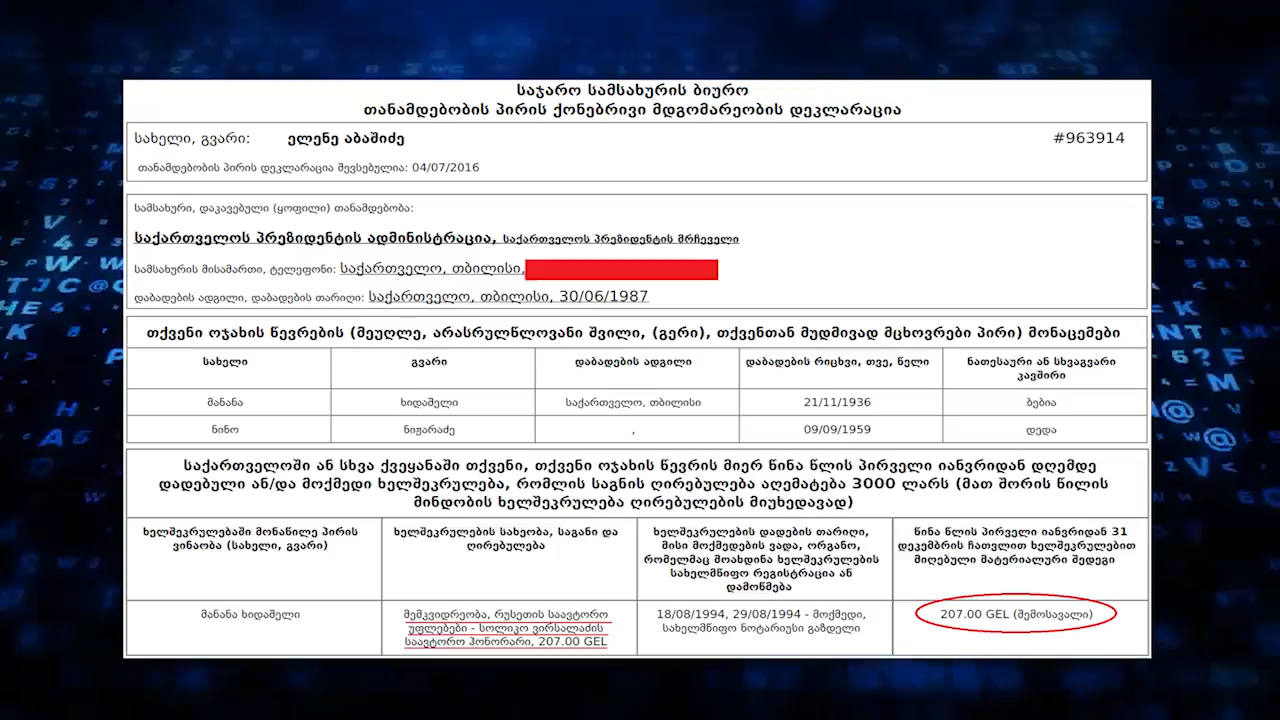 საჯარო სამსახურის ბიურო
თანამდებობის პირის ქონებრივი მდგომარეობის დეკლარაცია
სახელი, გვარი: ელენე აბაშიძე #963914
თანამდებობის პირის დეკლარაცია შევსებულია: 04/07/2016
სამსახური, დაკავებული (ყოფილი) თანამდებობა:
საქართველოს პრეზიდენტის ადმინისტრაცია, საქართველოს პრეზიდენტის მრჩეველი
სამსახურის მისამართი, ტელეფონი: საქართველო, თბილისი,
დაბადების ადგილი, დაბადების თარიღი: საქართველო, თბილისი, 30/06/1987
თქვენი ოჯახის წევრების (მეუღლე, არასრულწლოვანი შვილი, (გერი), თქვენთან მუდმივად მცხოვრები პირი) მონაცემები
სახელი გვარი დაბადების ადგილი დაბადების რიცხვი, თვე, წელი ნათესაური ან სხვაგვარი
კავშირი
მანანა ხიდაშელი საქართველო, თბილისი 21/11/1936 ბებია
ნინო ნიჟარაძე , 09/09/1959 დედა
საქართველოში ან სხვა ქვეყანაში თქვენი, თქვენი ოჯახის წევრის მიერ წინა წლის პირველი იანვრიდან დღემდე
დადებული ან/და მოქმედი ხელშეკრულება, რომლის საგნის ღირებულება აღემატება 3000 ლარს (მათ შორის წილის
მინდობის ხელშეკრულება ღირებულების მიუხედავად)
ხელშეკრულებაში მონაწილე პირის
ვინაობა (სახელი, გვარი)
ხელშეკრულების სახეობა, საგანი და
ღირებულება
ხელშეკრულების დადების თარიღი,
მისი მოქმედების ვადა, ორგანო,
რომელმაც მოახდინა ხელშეკრულების
სახელმწიფო რეგისტრაცია ან
დამოწმება
წინა წლის პირველი იანვრიდან 31
დეკემბრის ჩათვლით ხელშეკრულებით
მიღებული მატერიალური შედეგი
მანანა ხიდაშელი
მემკვიდრეობა, რუსეთის საავტორო
უფლებები - სოლიკო ვირსალაძის
საავტორო ჰონორარი, 207.00 GEL
18/08/1994, 29/08/1994 - მოქმედი,
სახელმწიფო ნოტარიუსი გაზდელი
207.00 GEL (შემოსავალი)